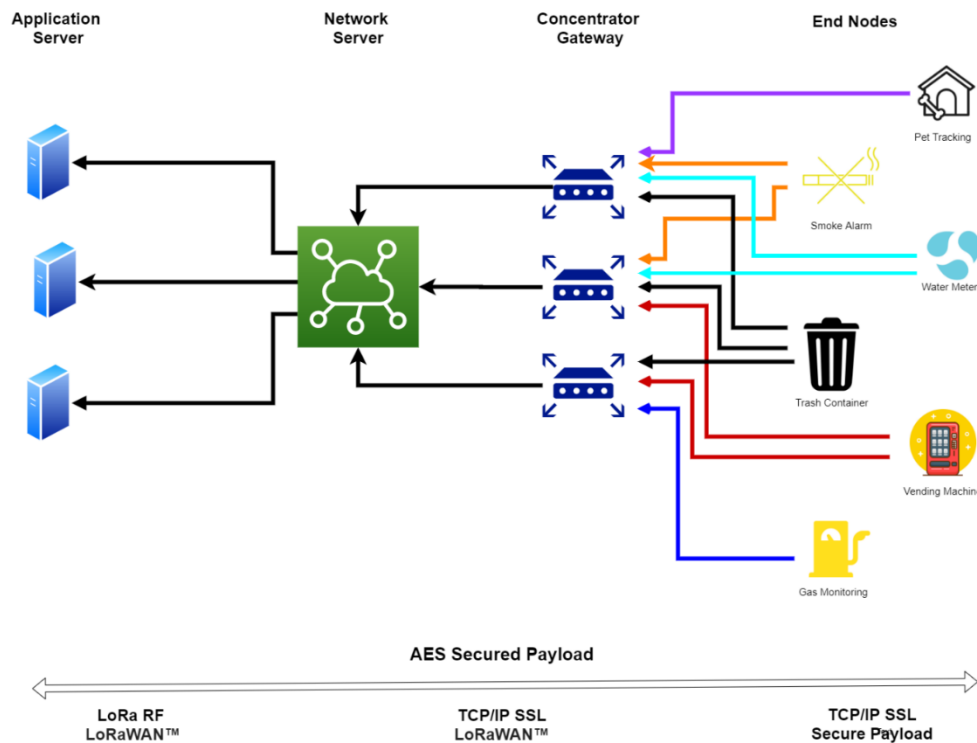 Application
Server
Network
Server
Concentrator
Gateway
End Nodes
Pet Tracking
Smoke Alarm
Water Meter
Trash Container
Vending Machin
Gas Monitoring
AES Secured Payload
LoRa RF
LoRaWAN™
TCP/IP SSL
LoRaWAN™
TCP/IP SSL
Secure Payload